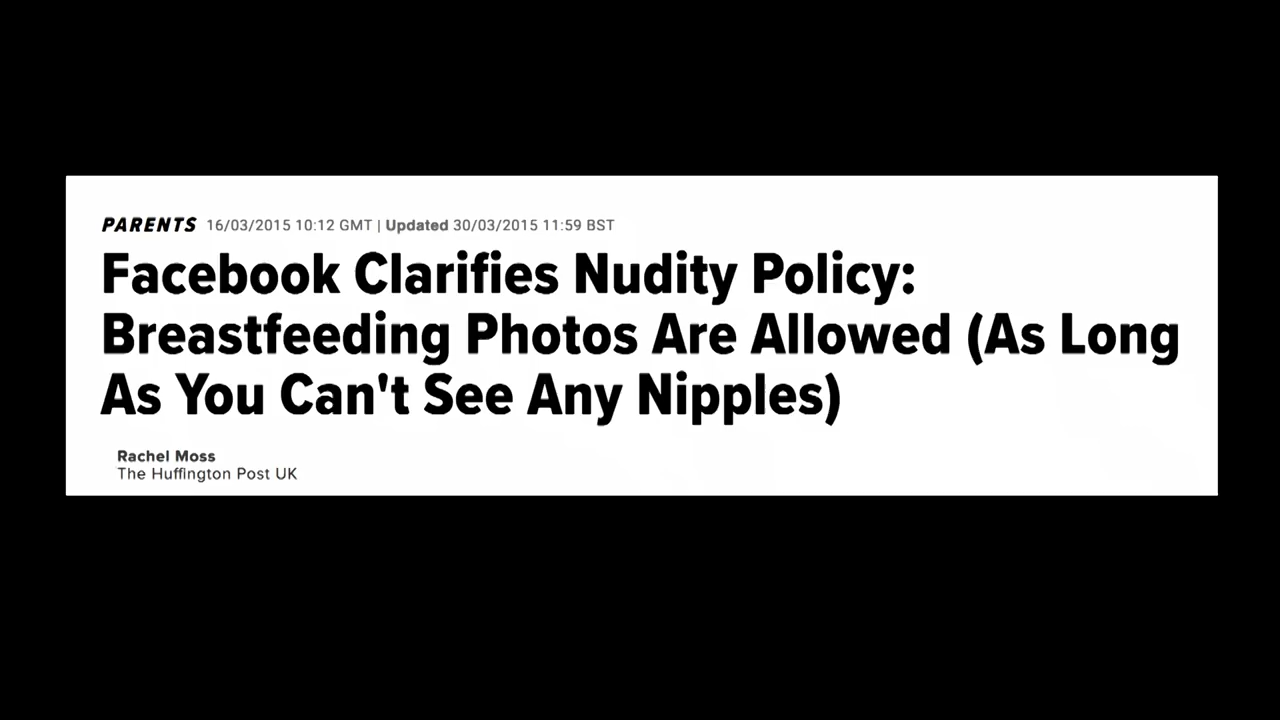 PARENTS 16/03/2015 10:12 GMT | Updated 30/03/2015 11:59 BST
Facebook Clarifies Nudity Policy:
Breastfeeding Photos Are Allowed (As Long
As You Can't See Any Nipples)
Rachel Moss
The Huffington Post UK